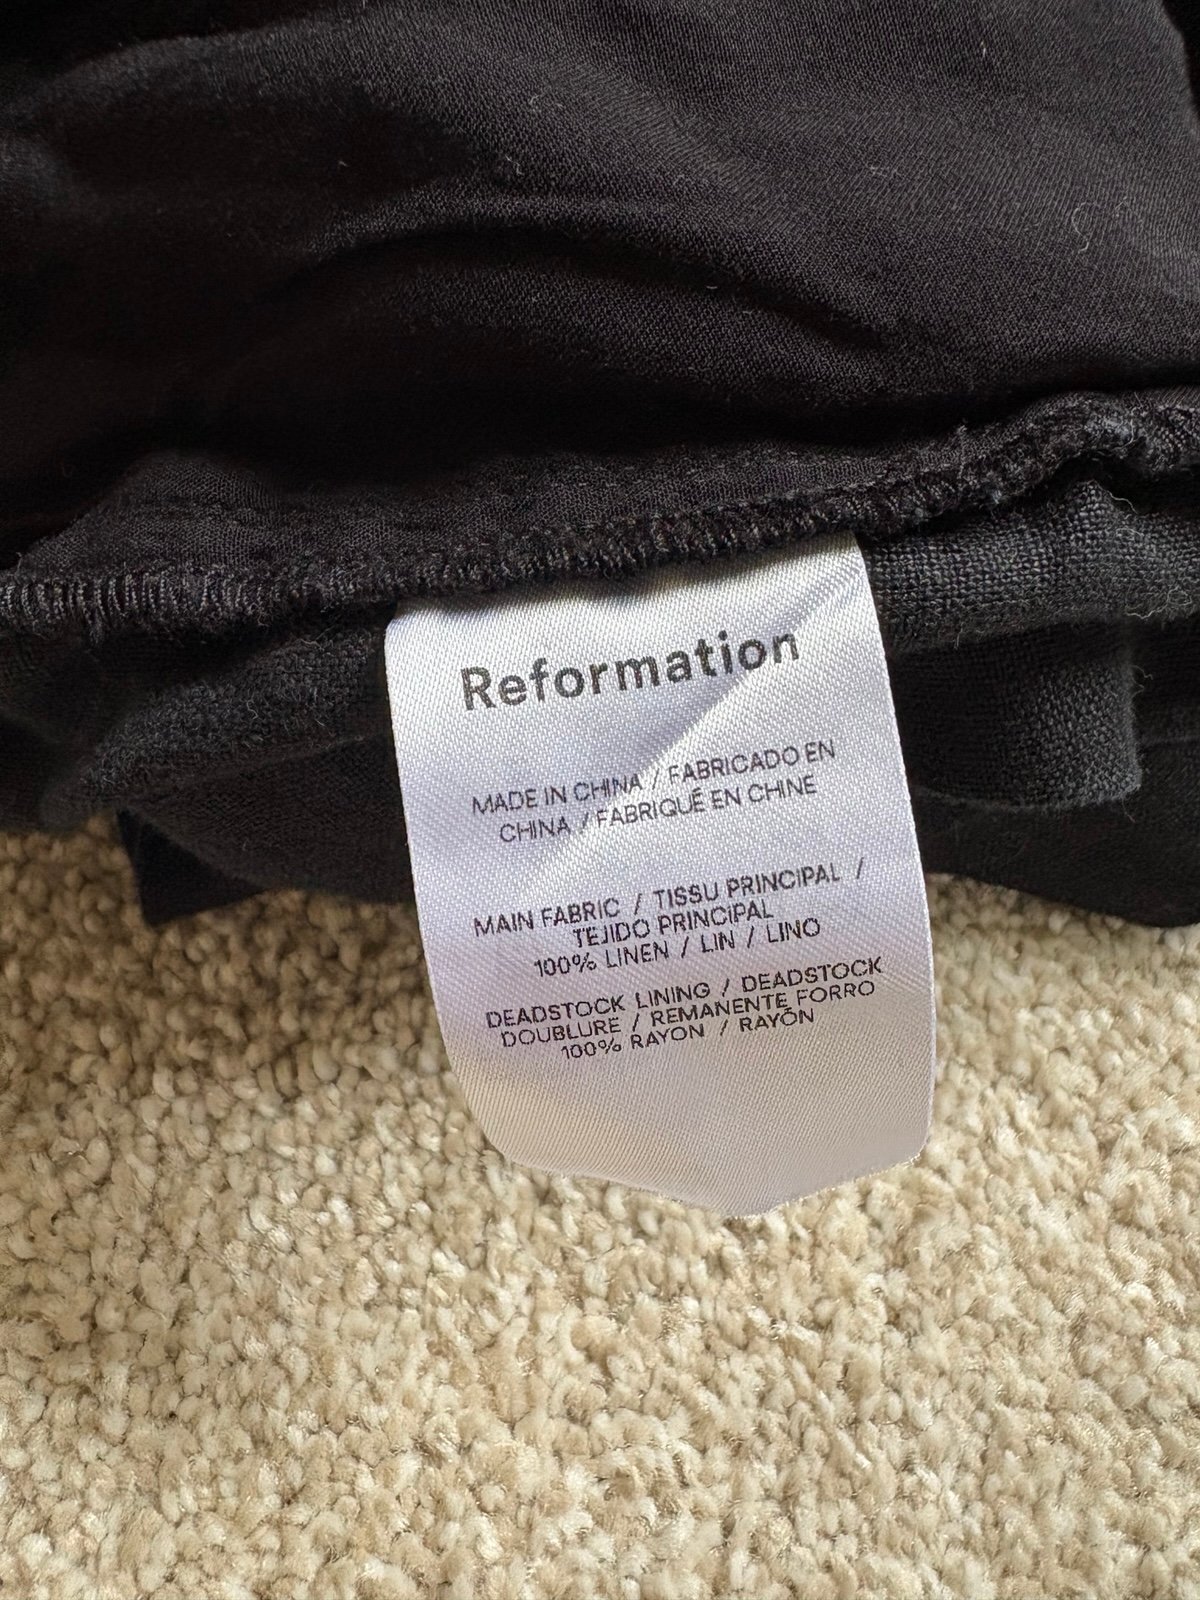 Reformation
MADE IN CHINA / FABRICADO EN
CHINA / FABRIQUÉ EN CHINE
MAIN FABRIC / TISSU PRINCIPAL /
TEJIDO PRINCIPAL
100% LINEN / LIN / LINO
DEADSTOCK LINING / DEADSTOCK
DOUBLURE / REMANENTE FORRO
100% RAYON / RAYÓN